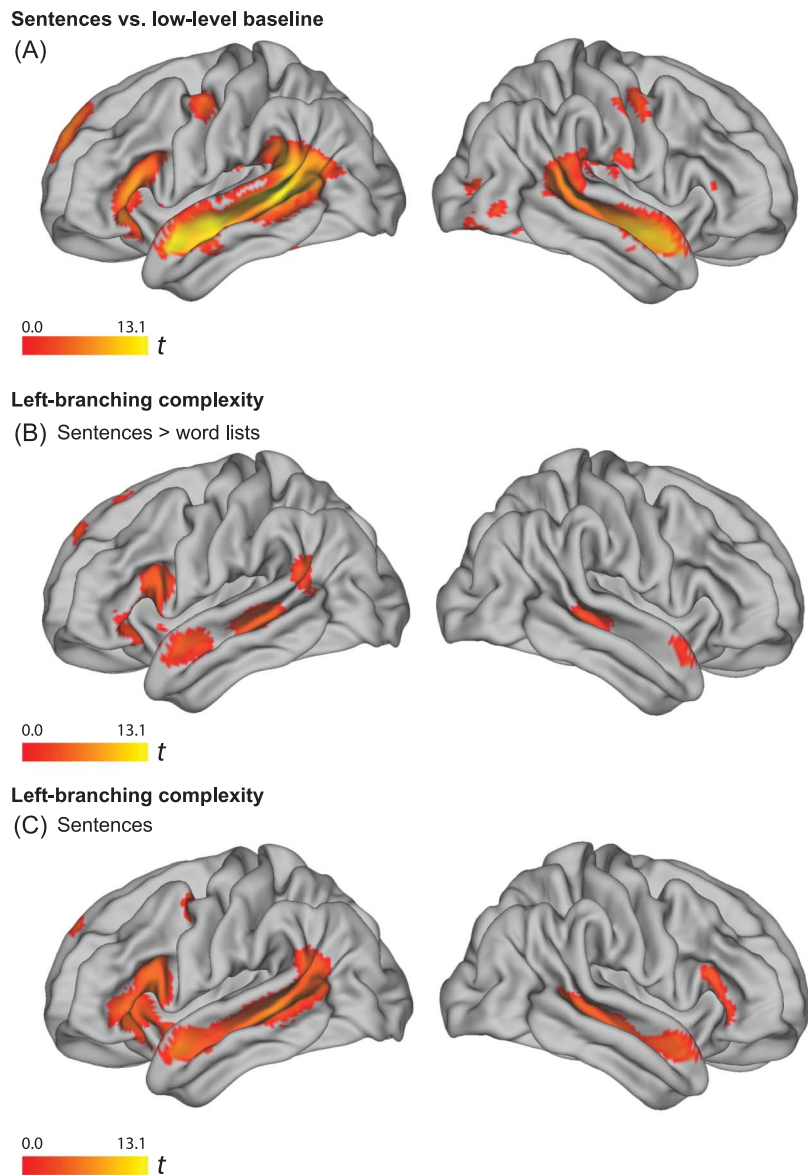 Sentences vs. low-level baseline
(A)
0.0 13.1
t
Left-branching complexity
(B) Sentences > word lists
0.0 13.1
t
Left-branching complexity
(C) Sentences
0.0 13.1
t